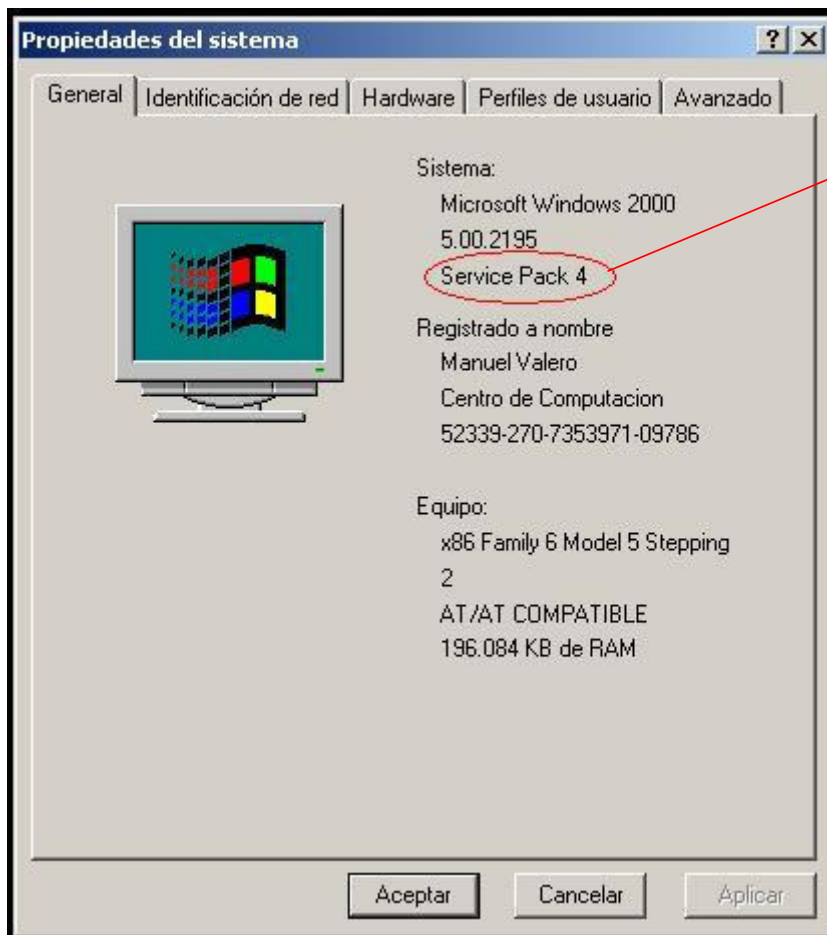 Propiedades del sistema
General Identificación de red Hardware Perfiles de usuario Avanzado
Sistema:
Microsoft Windows 2000
5.00.2195
Service Pack 4
Registrado a nombre
Manuel Valero
Centro de Computacion
52339-270-7353971-09786
Equipo:
x86 Family 6 Model 5 Stepping
2
AT/AT COMPATIBLE
196.084 KB de RAM
Aceptar Cancelar Aplicar